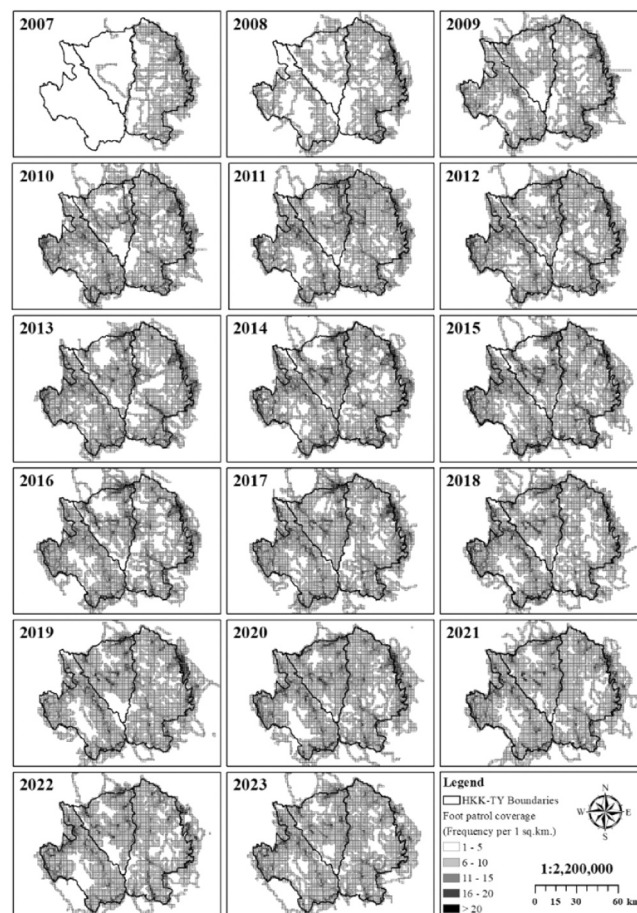 2007
2008
2009
2010
2011
2012
2013
2014
2015
2016
2017
2018
2019
2020
2021
2022
2023
Legend
HKK-TY Boundaries
Foot patrol coverage
(Frequency per 1 sq.km.)
1 - 5
6 - 10
11 - 15
16 - 20
> 20
N
W
E
S
1:2,200,000
0 15 30 60 km